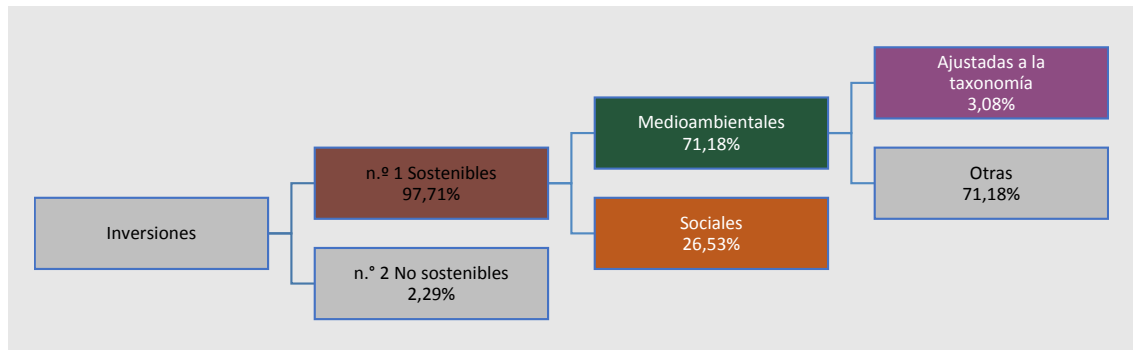 Inversiones
n.º 1 Sostenibles
97,71%
n.° 2 No sostenibles
2,29%
Medioambientales
71,18%
Sociales
26,53%
Ajustadas a la
taxonomía
3,08%
Otras
71,18%